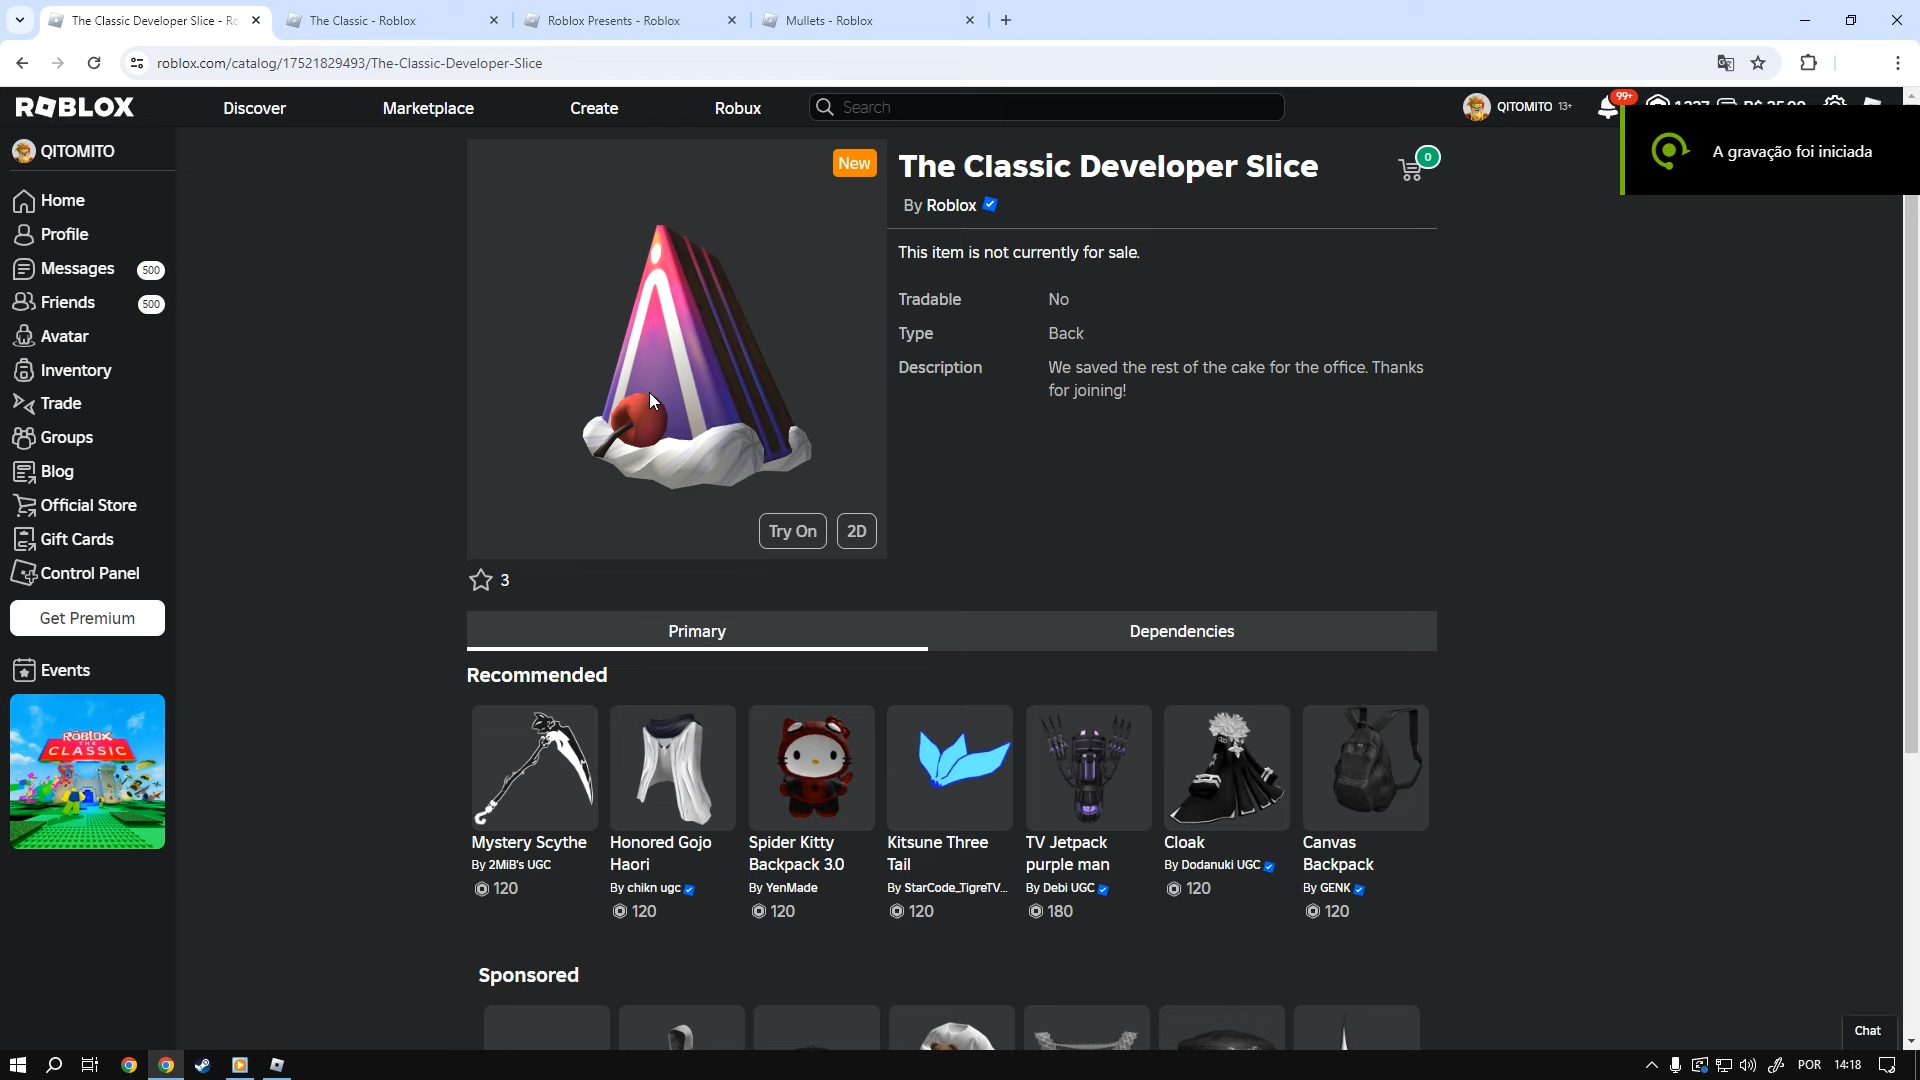 The Classic Developer Slice - Ro
The Classic - Roblox
Roblox Presents - Roblox
Mullets - Roblox
roblox.com/catalog/17521829493/The-Classic-Developer-Slice
ROBLOX
Discover
Marketplace
Create
Robux
Search
QITOMITO 13+
99+
A gravação foi iniciada
QITOMITO
Home
Profile
Messages 500
Friends 500
Avatar
Inventory
Trade
Groups
Blog
Official Store
Gift Cards
Control Panel
Get Premium
Events
ROBLOX
THE
CLASSIC
New
The Classic Developer Slice
0
By Roblox
This item is not currently for sale.
Tradable No
Type Back
Description We saved the rest of the cake for the office. Thanks
for joining!
Try On
2D
3
Primary
Dependencies
Recommended
Mystery Scythe
By 2MiB's UGC
120
Honored Gojo
Haori
By chikn ugc
120
Spider Kitty
Backpack 3.0
By YenMade
120
Kitsune Three
Tail
By StarCode_TigreTV...
120
TV Jetpack
purple man
By Debi UGC
180
Cloak
By Dodanuki UGC
120
Canvas
Backpack
By GENK
120
Sponsored
Chat
POR
14:18